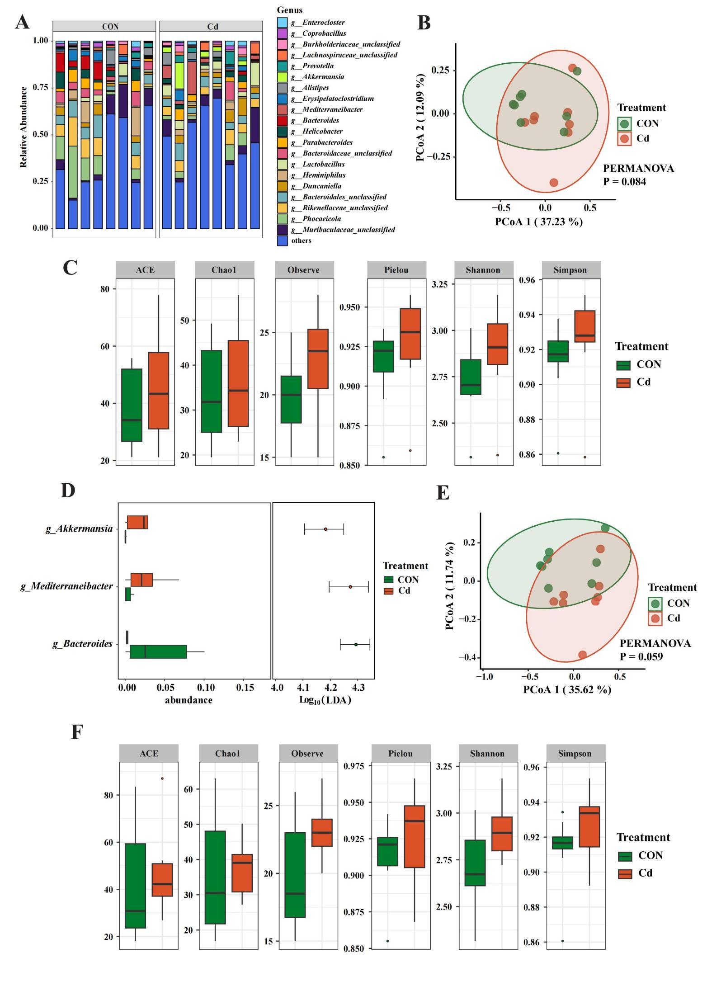 A
CON
Cd
Relative Abundance
1.00
0.75
0.50
0.25
0.00
Genus
g__Enterocloster
g__Coprobacillus
g__Burkholderiaceae_unclassified
g__Lachnospiraceae_unclassified
g__Prevotella
g__Akkermansia
g__Alistipes
g__Erysipelatoclostridium
g__Mediterraneibacter
g__Bacteroides
g__Helicobacter
g__Parabacteroides
g__Bacteroidaceae_unclassified
g__Lactobacillus
g__Heminiphilus
g__Duncaniella
g__Bacteroidales_unclassified
g__Rikenellaceae_unclassified
g__Phocaeicola
g__Muribaculaceae_unclassified
others
B
PCoA 2 ( 12.09 %)
0.25
0.00
−0.25
−0.5
0.0
0.5
PCoA 1 ( 37.23 %)
Treatment
CON
Cd
PERMANOVA
P = 0.084
C
ACE
80
60
40
20
Chao1
50
40
30
20
Observe
25
20
15
Pielou
0.950
0.925
0.900
0.875
0.850
Shannon
3.25
3.00
2.75
2.50
Simpson
0.96
0.94
0.92
0.90
0.88
0.86
Treatment
CON
Cd
D
g_Akkermansia
g_Mediterraneibacter
g_Bacteroides
0.00
0.05
0.10
0.15
abundance
4.0
4.1
4.2
4.3
Log10(LDA)
Treatment
CON
Cd
E
PCoA 2 ( 11.74 %)
0.2
0.0
−0.2
−0.4
−1.0
−0.5
0.0
0.5
PCoA 1 ( 35.62 %)
Treatment
CON
Cd
PERMANOVA
P = 0.059
F
ACE
80
60
40
20
Chao1
60
50
40
30
20
Observe
25
20
15
Pielou
0.975
0.950
0.925
0.900
0.875
0.850
Shannon
3.25
3.00
2.75
2.50
Simpson
0.96
0.94
0.92
0.90
0.88
0.86
Treatment
CON
Cd